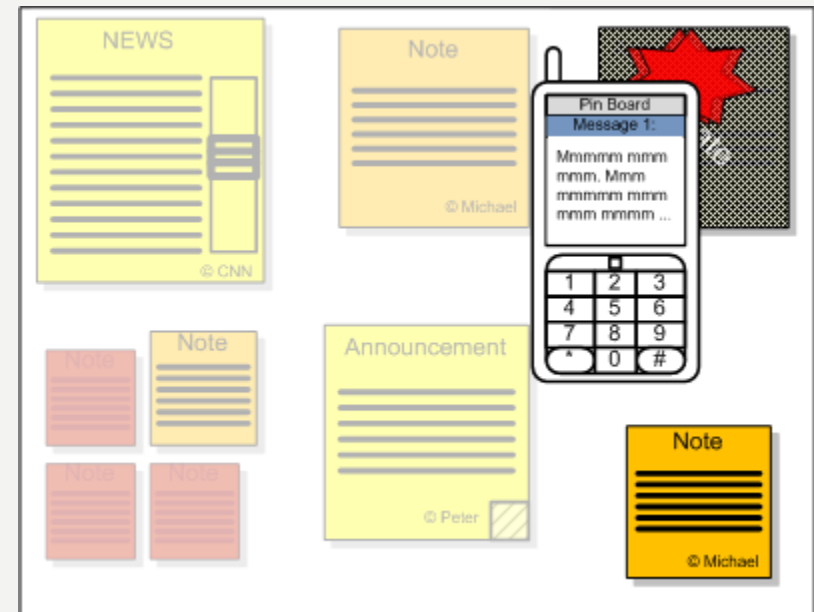 NEWS
© CNN
Note
© Michael
Pin Board
Message 1:
Mmmmm mmm
mmm. Mmm
mmmmm mmm
mmm mmmm ...
1 2 3
4 5 6
7 8 9
* 0 #
Note
Note
Note
Note
Announcement
© Peter
Note
© Michael